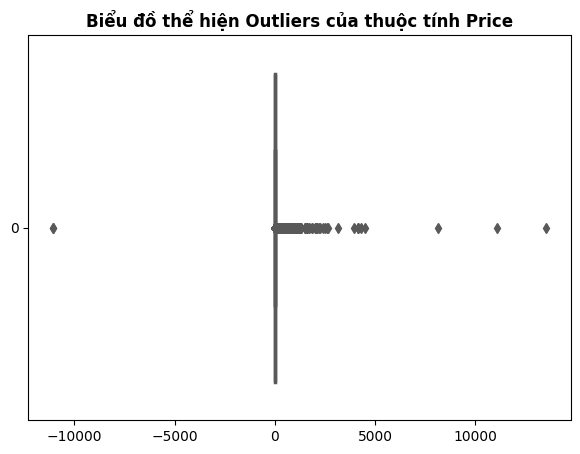 Biểu đồ thể hiện Outliers của thuộc tính Price
0
−10000 −5000 0 5000 10000